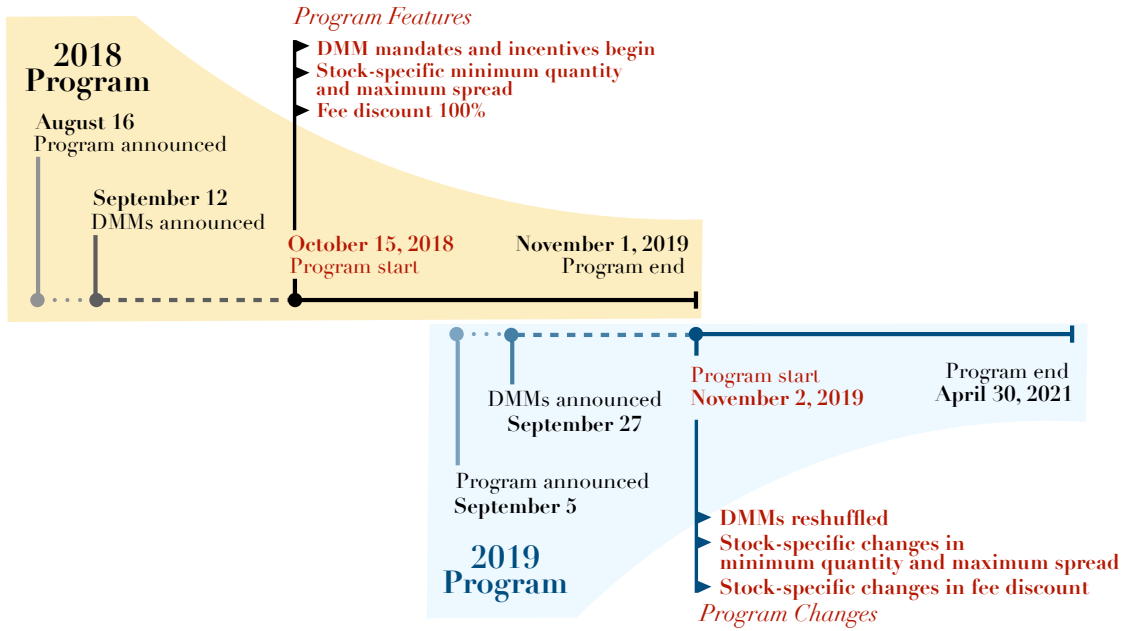 Program Features
DMM mandates and incentives begin
Stock-specific minimum quantity
and maximum spread
Fee discount 100%
2018
Program
August 16
Program announced
September 12
DMMs announced
October 15, 2018
Program start
November 1, 2019
Program end
Program start
November 2, 2019
Program end
April 30, 2021
DMMs announced
September 27
Program announced
September 5
2019
Program
DMMs reshuffled
Stock-specific changes in
minimum quantity and maximum spread
Stock-specific changes in fee discount
Program Changes